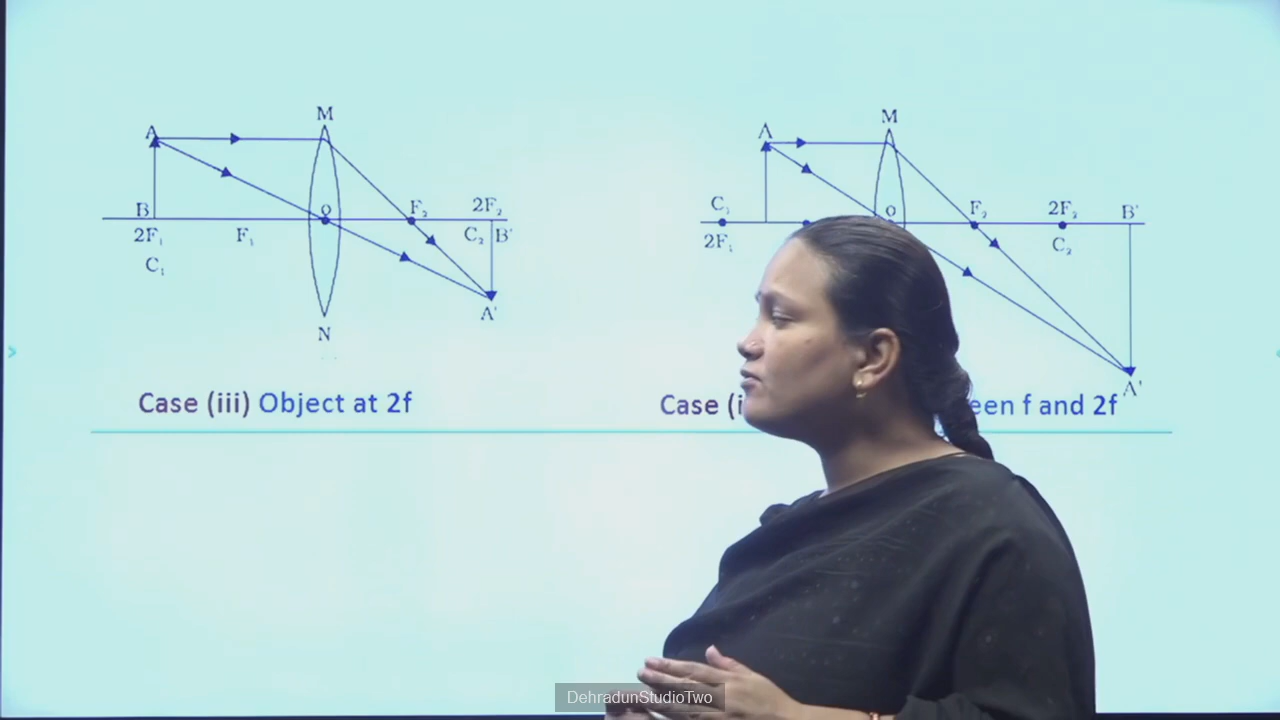 M
A
B
O
F₂
2F₂
2F₁
F₁
C₂
B'
C₁
A'
N
Case (iii) Object at 2f
M
A
C₁
O
F₂
2F₂
B'
2F₁
C₂
A'
Case (i
een f and 2f
DehradunStudioTwo